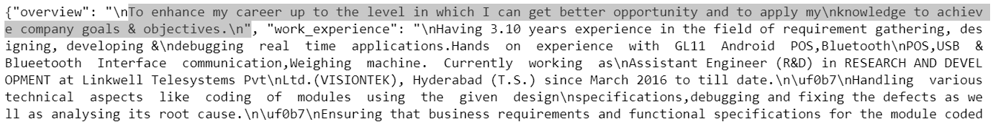 {"overview": "\nTo enhance my career up to the level in which I can get better opportunity and to apply my\nknowledge to achiev
e company goals & objectives.\n", "work_experience": "\nHaving 3.10 years experience in the field of requirement gathering, des
igning, developing &\ndebugging real time applications.Hands on experience with GL11 Android POS,Bluetooth\nPOS,USB &
Blueetooth Interface communication,Weighing machine. Currently working as\nAssistant Engineer (R&D) in RESEARCH AND DEVEL
OPMENT at Linkwell Telesystems Pvt\nLtd.(VISIONTEK), Hyderabad (T.S.) since March 2016 to till date.\n\uf0b7\nHandling various
technical aspects like coding of modules using the given design\nspecifications,debugging and fixing the defects as we
ll as analysing its root cause.\n\uf0b7\nEnsuring that business requirements and functional specifications for the module coded